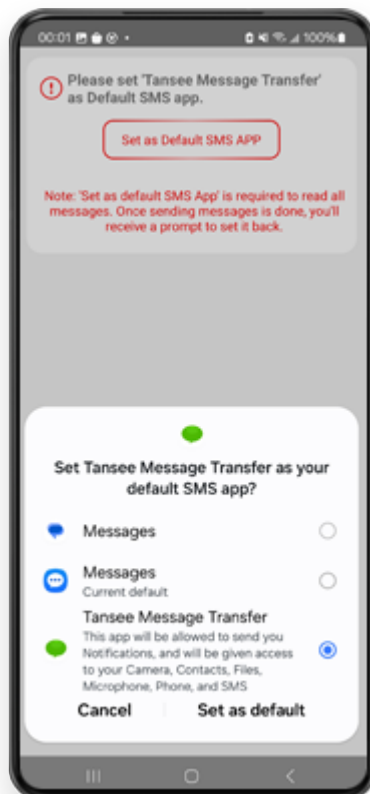 00:01
100%
Please set 'Tansee Message Transfer'
as Default SMS app.
Set as Default SMS APP
Note: 'Set as default SMS App' is required to read all
messages. Once sending messages is done, you'll
receive a prompt to set it back.
Set Tansee Message Transfer as your
default SMS app?
Messages
Messages
Current default
Tansee Message Transfer
This app will be allowed to send you
Notifications, and will be given access
to your Camera, Contacts, Files,
Microphone, Phone, and SMS
Cancel
Set as default